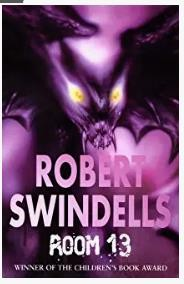 ROBERT
SWINDELLS
ROOM 13
WINNER OF THE CHILDREN'S BOOK AWARD